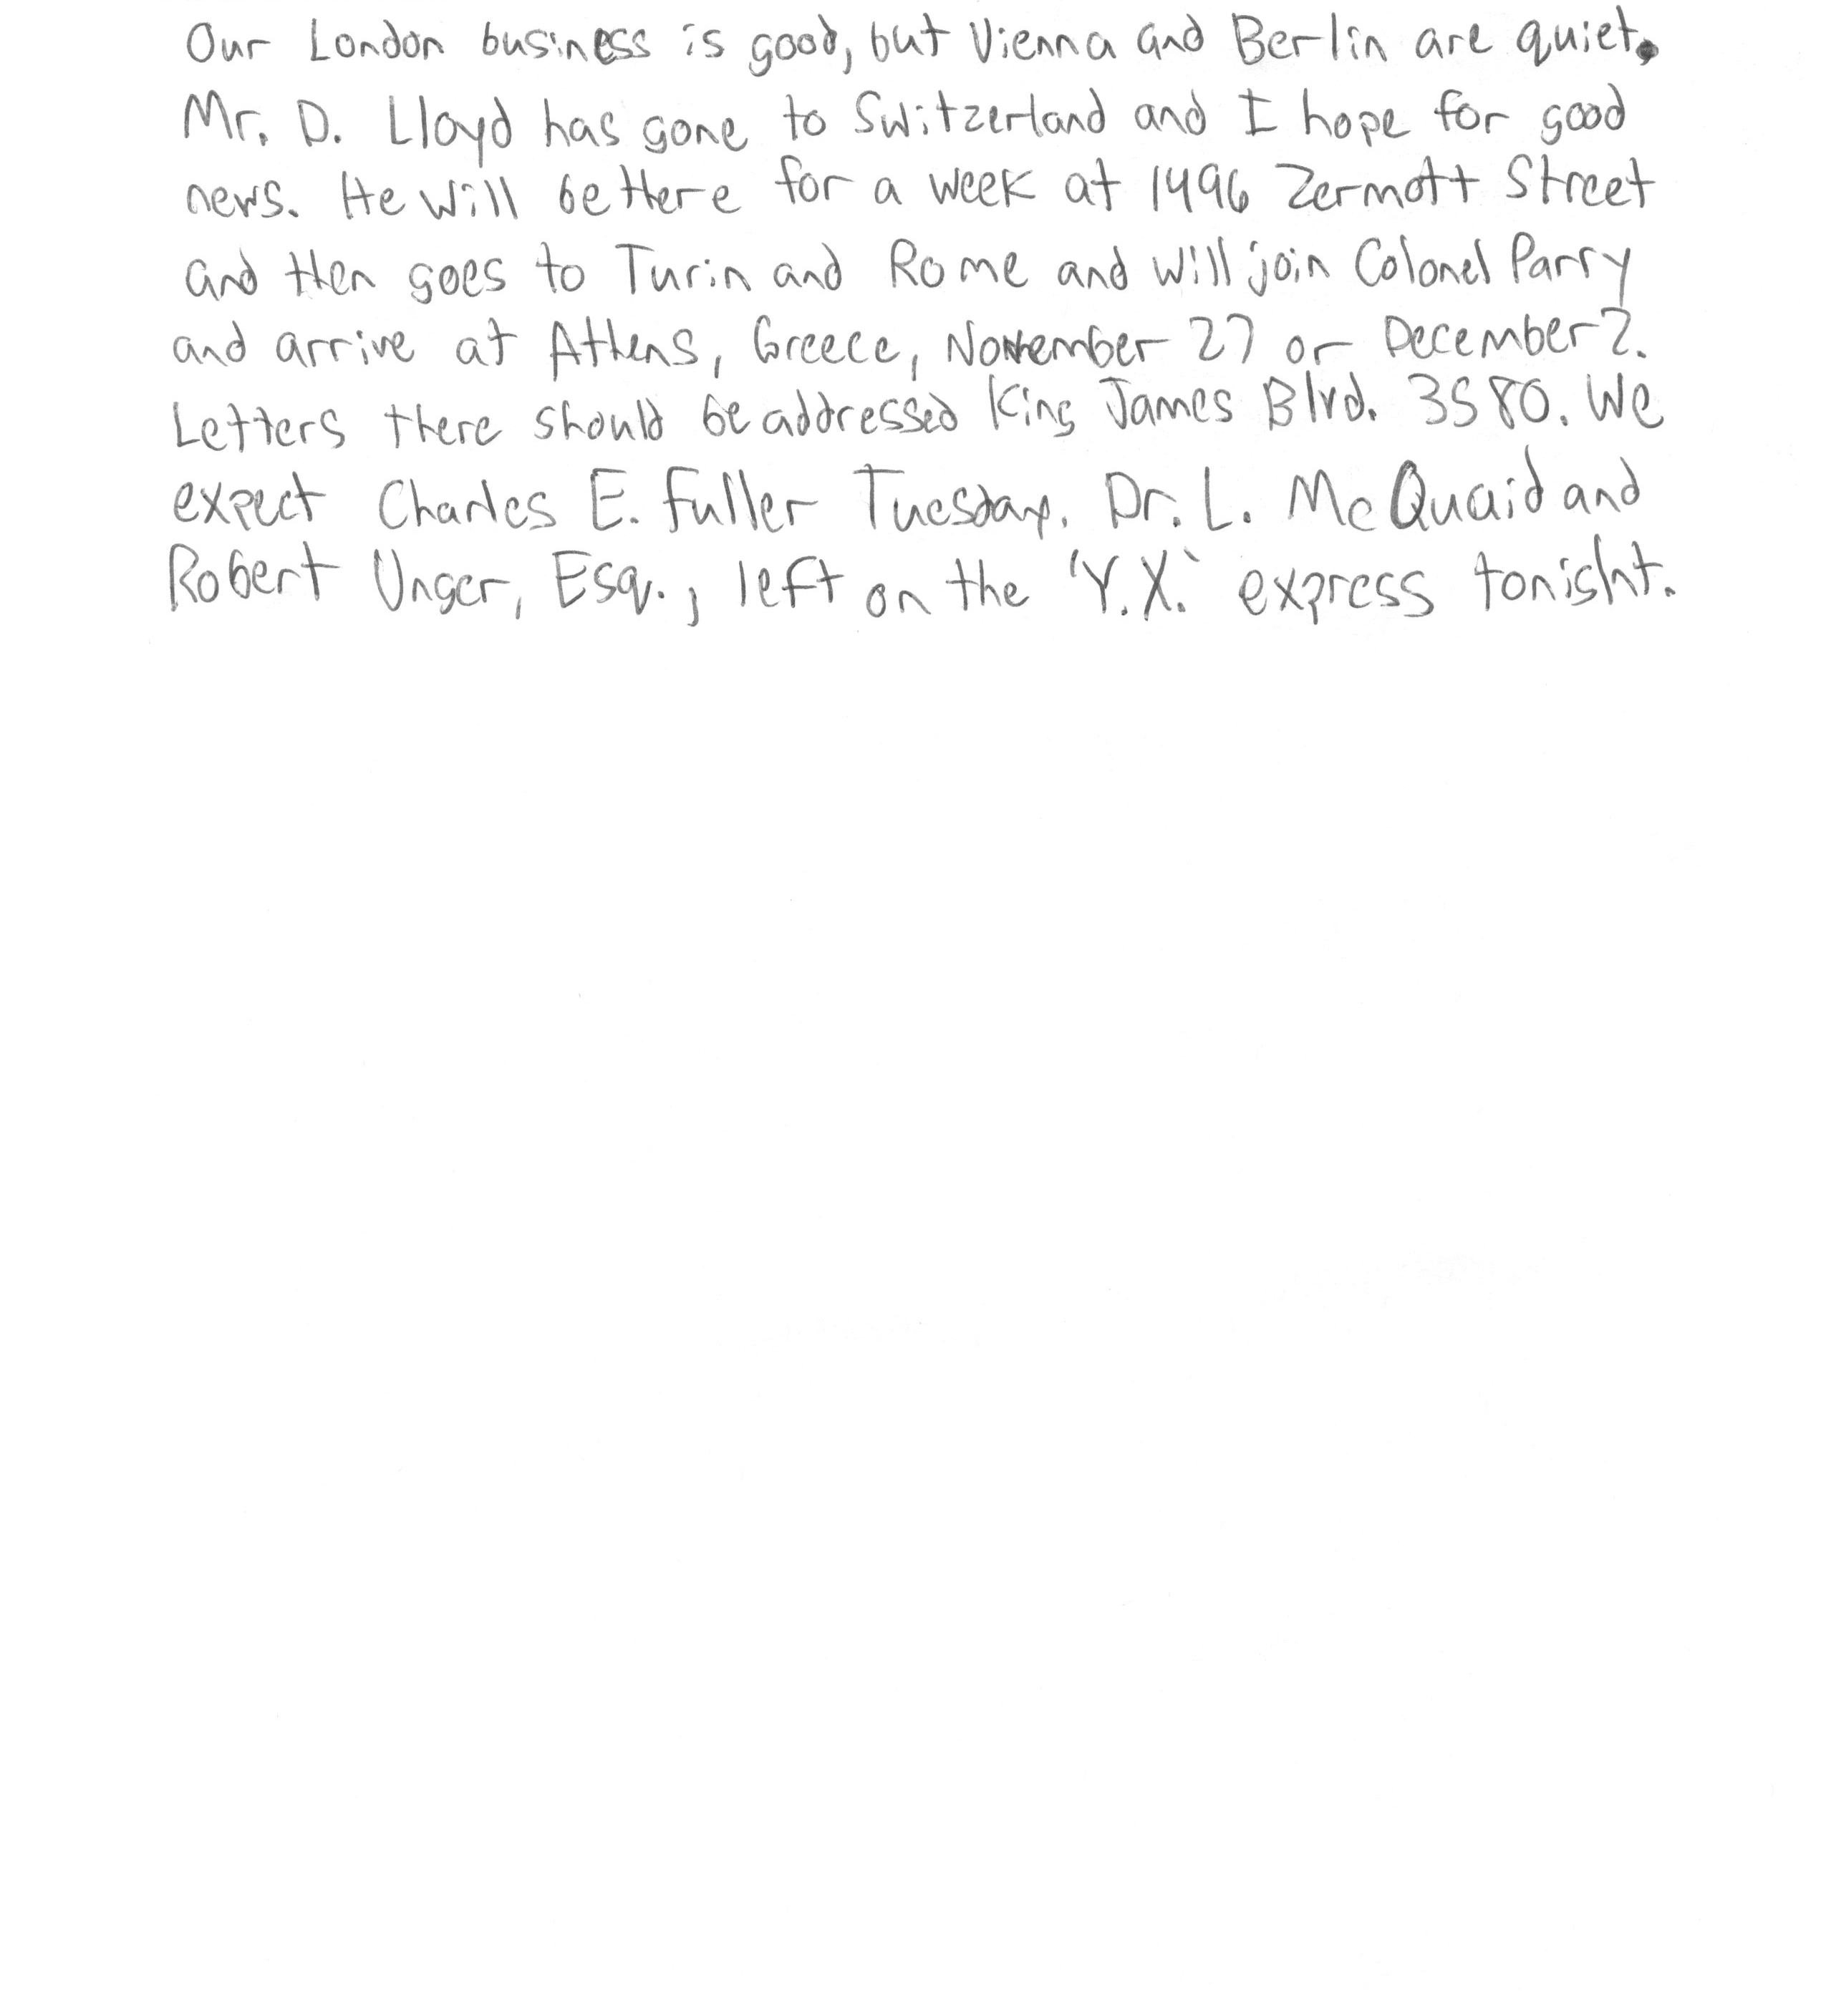 Our London business is good, but Vienna and Berlin are quiet.
Mr. D. Lloyd has gone to Switzerland and I hope for good
news. He will be there for a week at 1496 Zermott Street
and then goes to Turin and Rome and will join Colonel Parry
and arrive at Athens, Greece, November 27 or December 2.
Letters there should be addressed King James Blvd. 3580. We
expect Charles E. Fuller Tuesday. Dr. L. McQuaid and
Robert Unger, Esq., left on the 'Y.X.' express tonight.